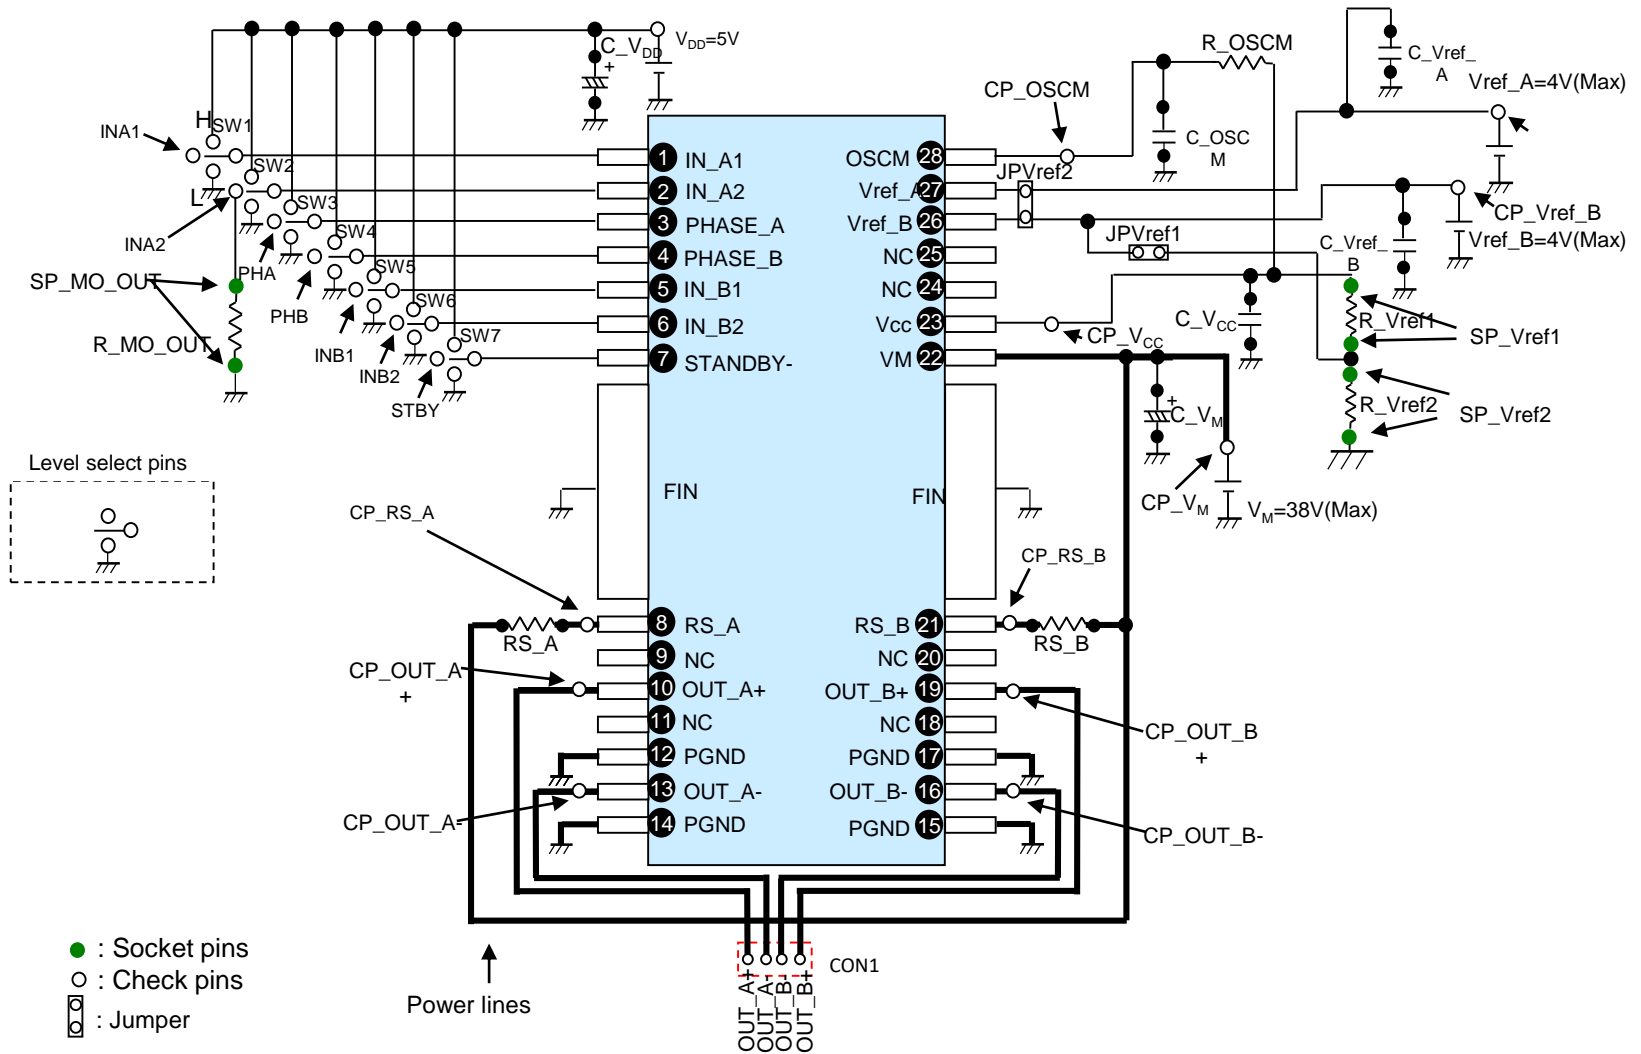 C_VDD
VDD=5V
R_OSCM
C_Vref_
A
Vref_A=4V(Max)
CP_OSCM
H
SW1
INA1
C_OSC
M
JPVref2
SW2
L
SW3
INA2
SW4
PHA
SW5
PHB
SW6
INB1
SW7
INB2
STBY
SP_MO_OUT
R_MO_OUT
1 IN_A1
2 IN_A2
3 PHASE_A
4 PHASE_B
5 IN_B1
6 IN_B2
7 STANDBY-
OSCM 28
Vref_A 27
Vref_B 26
NC 25
NC 24
Vcc 23
VM 22
CP_Vref_B
Vref_B=4V(Max)
JPVref1
C_Vref_
B
C_VCC
CP_VCC
R_Vref1
SP_Vref1
R_Vref2
SP_Vref2
C_VM
CP_VM
VM=38V(Max)
Level select pins
FIN
FIN
CP_RS_A
CP_RS_B
RS_A
RS_B
8 RS_A
9 NC
10 OUT_A+
11 NC
12 PGND
13 OUT_A-
14 PGND
RS_B 21
NC 20
OUT_B+ 19
NC 18
PGND 17
OUT_B- 16
PGND 15
CP_OUT_A
+
CP_OUT_A-
CP_OUT_B
+
CP_OUT_B-
: Socket pins
: Check pins
: Jumper
Power lines
CON1
OUT_A+
OUT_A-
OUT_B-
OUT_B+